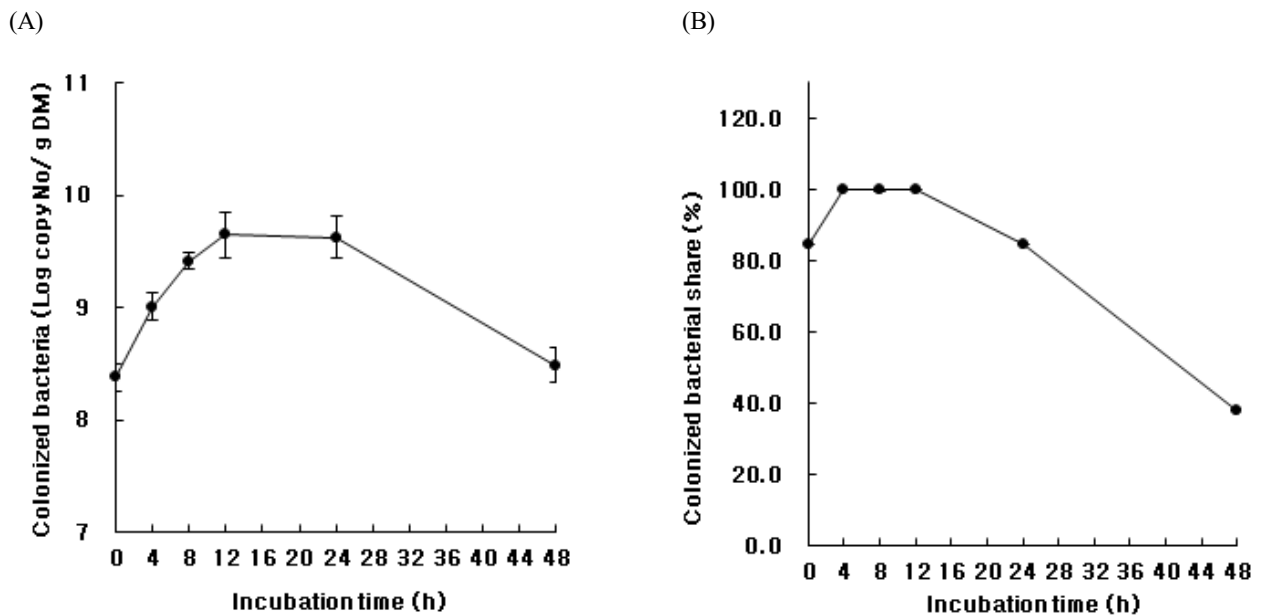 (A)
(B)
Colonized bacteria (Log copy No/ g DM)
11
10
9
8
7
0 4 8 12 16 20 24 28 32 36 40 44 48
Incubation time (h)
Colonized bacterial share (%)
120.0
100.0
80.0
60.0
40.0
20.0
0.0
0 4 8 12 16 20 24 28 32 36 40 44 48
Incubation time (h)